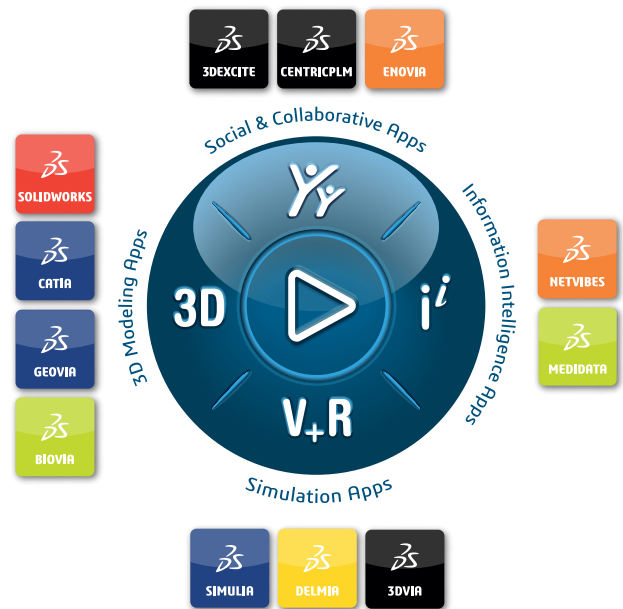 3DEXCITE
CENTRICPLM
ENOVIA
Social & Collaborative Apps
SOLIDWORKS
CATIA
GEOVIA
BIOVIA
3D Modeling Apps
3D
i i
V+R
Information Intelligence Apps
NETVIBES
MEDIDATA
Simulation Apps
SIMULIA
DELMIA
3DVIA